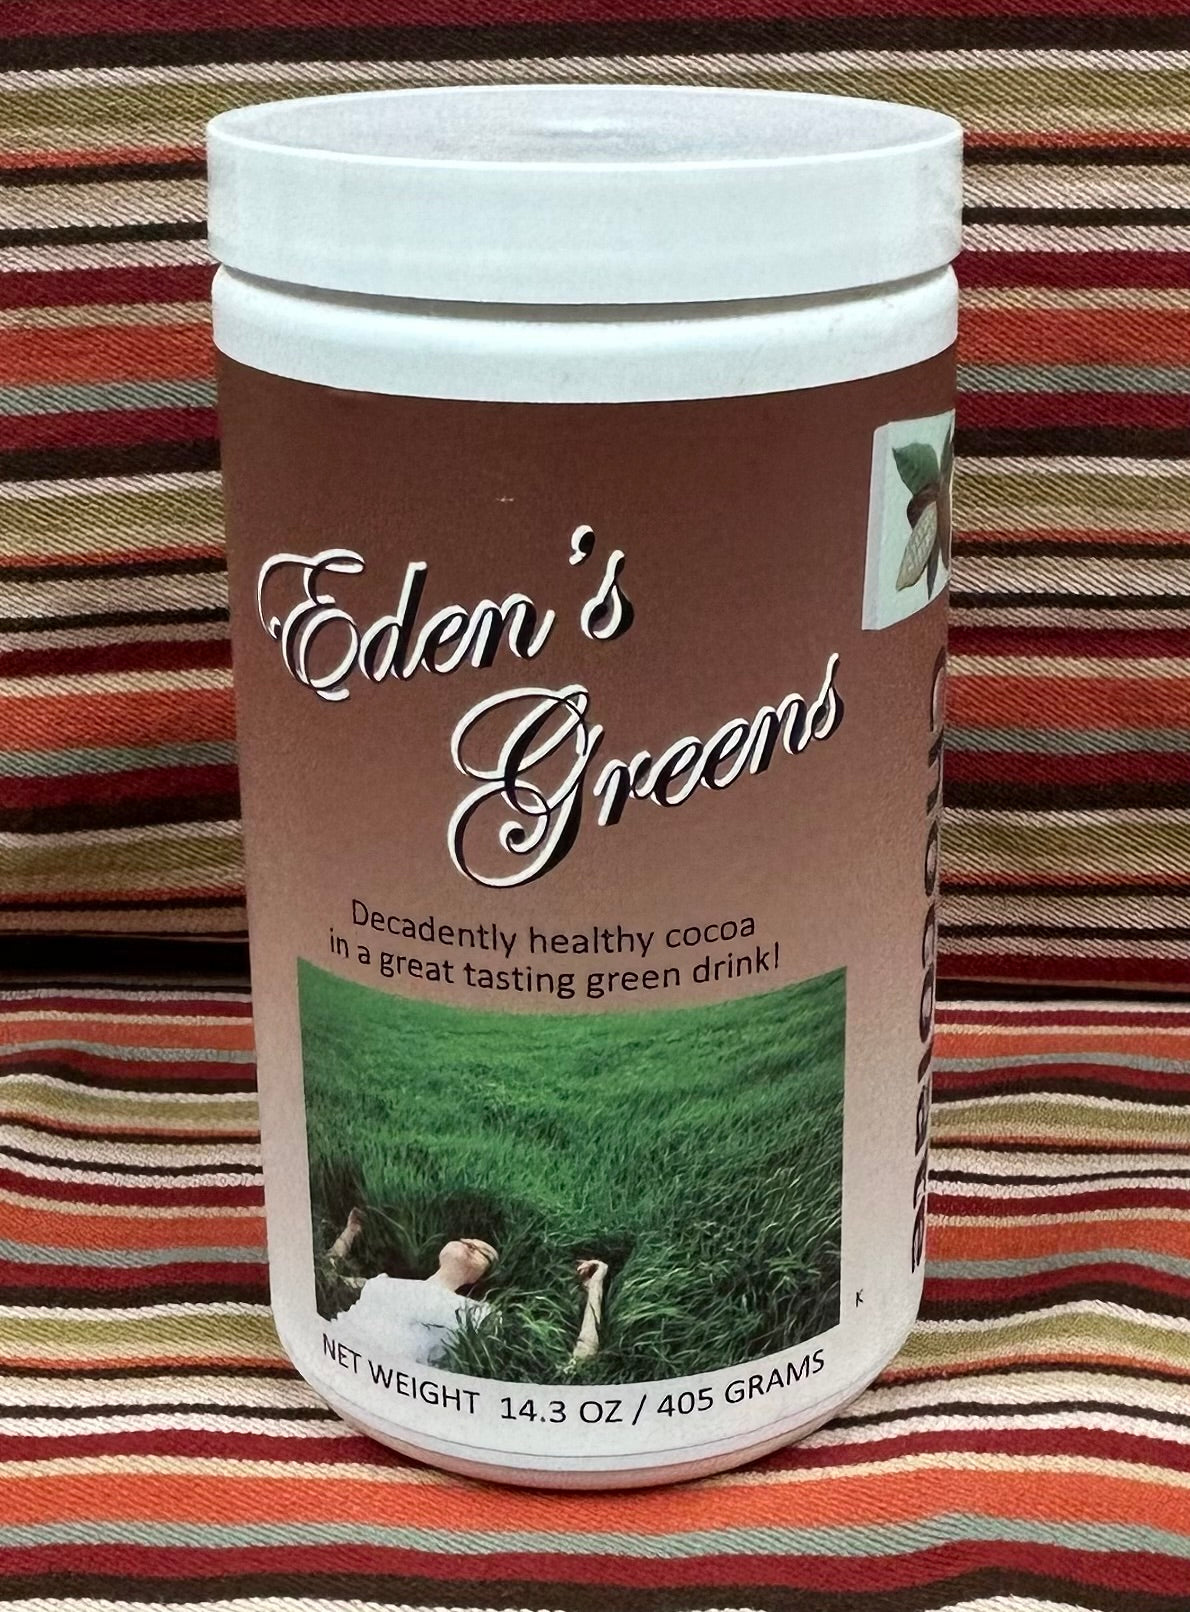 Eden's
Greens
Decadently healthy cocoa
in a great tasting green drink!
K
NET WEIGHT 14.3 OZ / 405 GRAMS